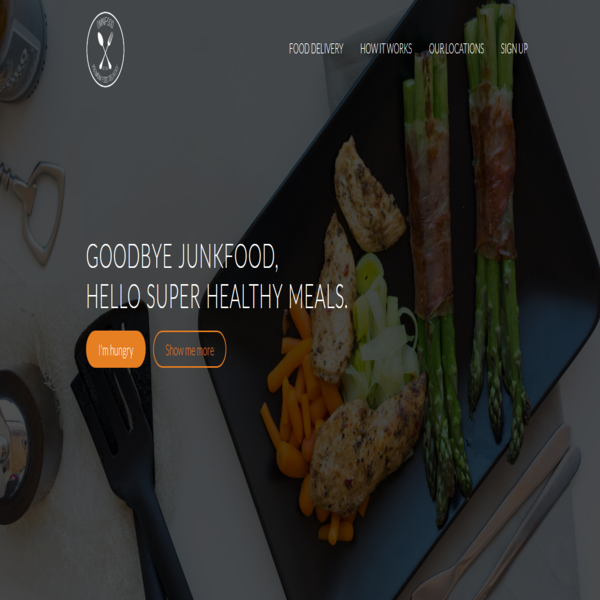 FOOD DELIVERY
HOW IT WORKS
OUR LOCATIONS
SIGN UP
GOODBYE JUNKFOOD,
HELLO SUPER HEALTHY MEALS.
I'm hungry
Show me more